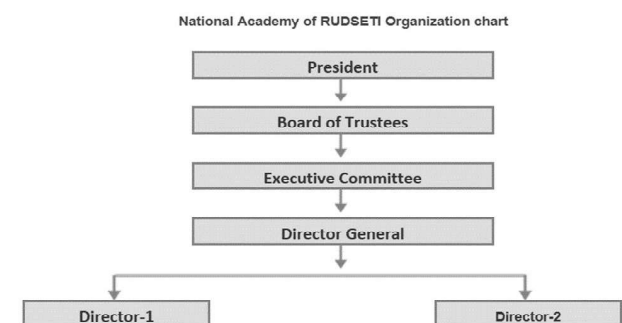 National Academy of RUDSETI Organization chart
President
Board of Trustees
Executive Committee
Director General
Director-1
Director-2